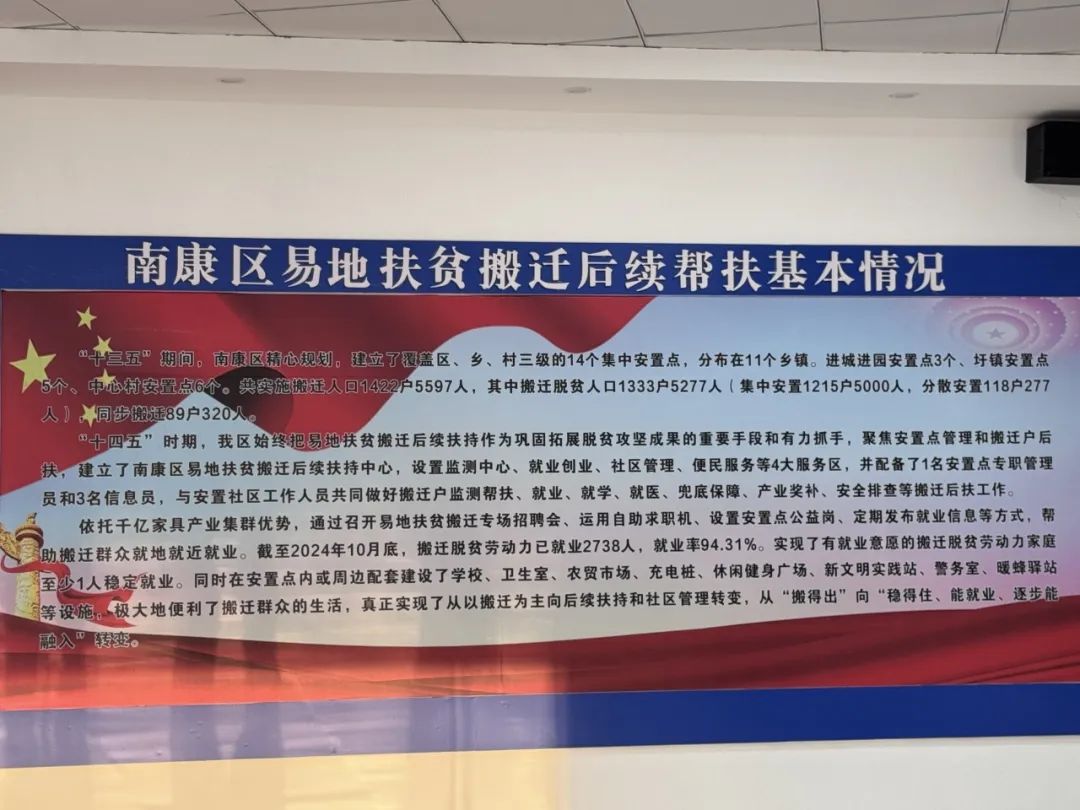 南康区易地扶贫搬迁后续帮扶基本情况
“十三五”期间，南康区精心规划，建立了覆盖区、乡、村三级的14个集中安置点，分布在11个乡镇。进城进园安置点3个、圩镇安置点
5个、中心村安置点6个。共实施搬迁人口1422户5597人，其中搬迁脱贫人口1333户5277人（集中安置1215户5000人，分散安置118户277
人），同步搬迁89户320人。
“十四五”时期，我区始终把易地扶贫搬迁后续扶持作为巩固拓展脱贫攻坚成果的重要手段和有力抓手，聚焦安置点管理和搬迁户后
扶，建立了南康区易地扶贫搬迁后续扶持中心，设置监测中心、就业创业、社区管理、便民服务等4大服务区，并配备了1名安置点专职管理
员和3名信息员，与安置社区工作人员共同做好搬迁户监测帮扶、就业、就学、就医、兜底保障、产业奖补、安全排查等搬迁后扶工作。
依托千亿家具产业集群优势，通过召开易地扶贫搬迁专场招聘会、运用自助求职机、设置安置点公益岗、定期发布就业信息等方式，帮
助搬迁群众就地就近就业。截至2024年10月底，搬迁脱贫劳动力已就业2738人，就业率94.31%。实现了有就业意愿的搬迁脱贫劳动力家庭
至少1人稳定就业。同时在安置点内或周边配套建设了学校、卫生室、农贸市场、充电桩、休闲健身广场、新文明实践站、警务室、暖蜂驿站
等设施，极大地便利了搬迁群众的生活，真正实现了从以搬迁为主向后续扶持和社区管理转变，从“搬得出”向“稳得住、能就业、逐步能
融入”转变。